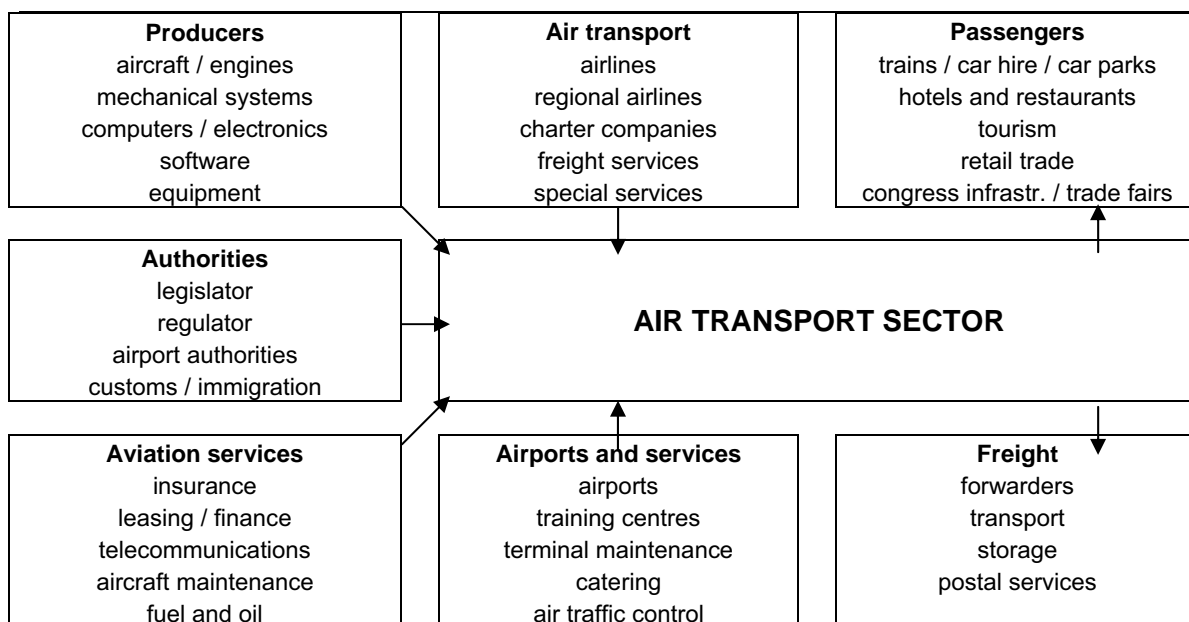 Producers
aircraft / engines
mechanical systems
computers / electronics
software
equipment
Air transport
airlines
regional airlines
charter companies
freight services
special services
Passengers
trains / car hire / car parks
hotels and restaurants
tourism
retail trade
congress infrastr. / trade fairs
Authorities
legislator
regulator
airport authorities
customs / immigration
AIR TRANSPORT SECTOR
Aviation services
insurance
leasing / finance
telecommunications
aircraft maintenance
fuel and oil
Airports and services
airports
training centres
terminal maintenance
catering
air traffic control
Freight
forwarders
transport
storage
postal services